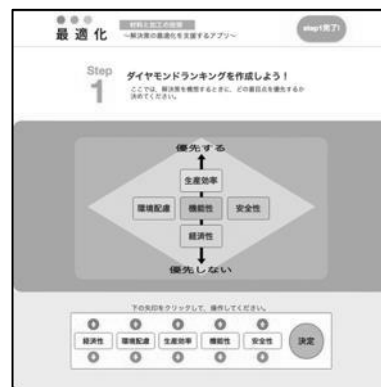 最適化
材料と加工の技術
～解決策の最適化を支援するアプリ～
step1完了!
Step
1
ダイヤモンドランキングを作成しよう！
ここでは、解決策を構想するときに、どの着目点を優先するか
決めてください。
優先する
生産効率
環境配慮 機能性 安全性
経済性
優先しない
下の矢印をクリックして、操作してください。
経済性 環境配慮 生産効率 機能性 安全性 決定